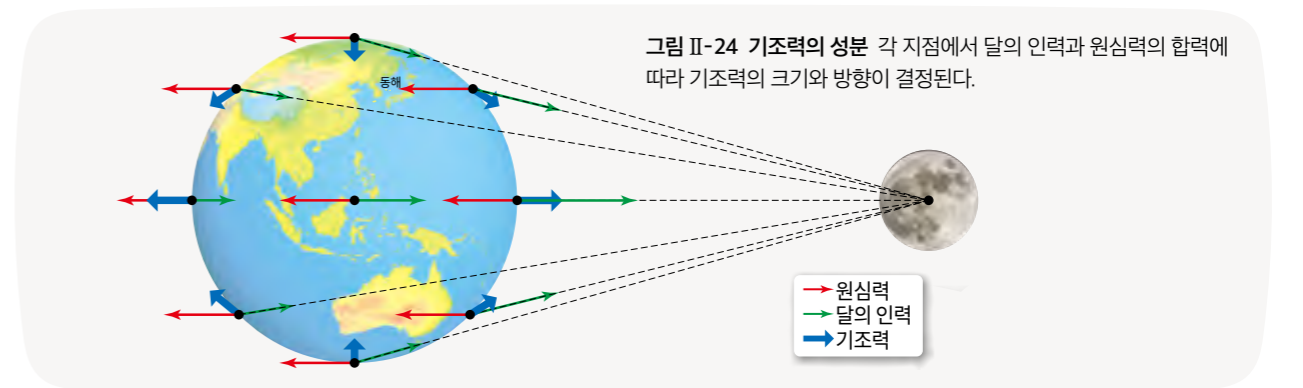 그림 Ⅱ-24 기조력의 성분 각 지점에서 달의 인력과 원심력의 합력에
따라 기조력의 크기와 방향이 결정된다.
동해
원심력
달의 인력
기조력